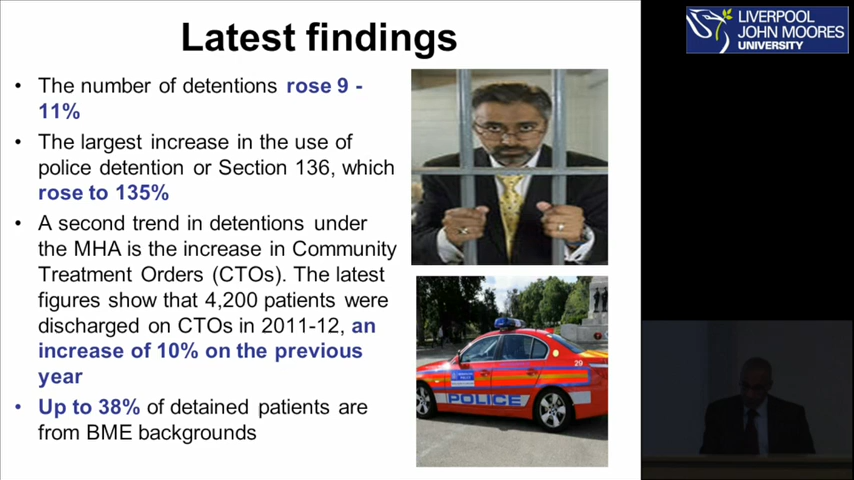 Latest findings
LIVERPOOL
JOHN MOORES
UNIVERSITY
• The number of detentions rose 9 -
11%
• The largest increase in the use of
police detention or Section 136, which
rose to 135%
• A second trend in detentions under
the MHA is the increase in Community
Treatment Orders (CTOs). The latest
figures show that 4,200 patients were
discharged on CTOs in 2011-12, an
increase of 10% on the previous
year
• Up to 38% of detained patients are
from BME backgrounds
29
POLICE